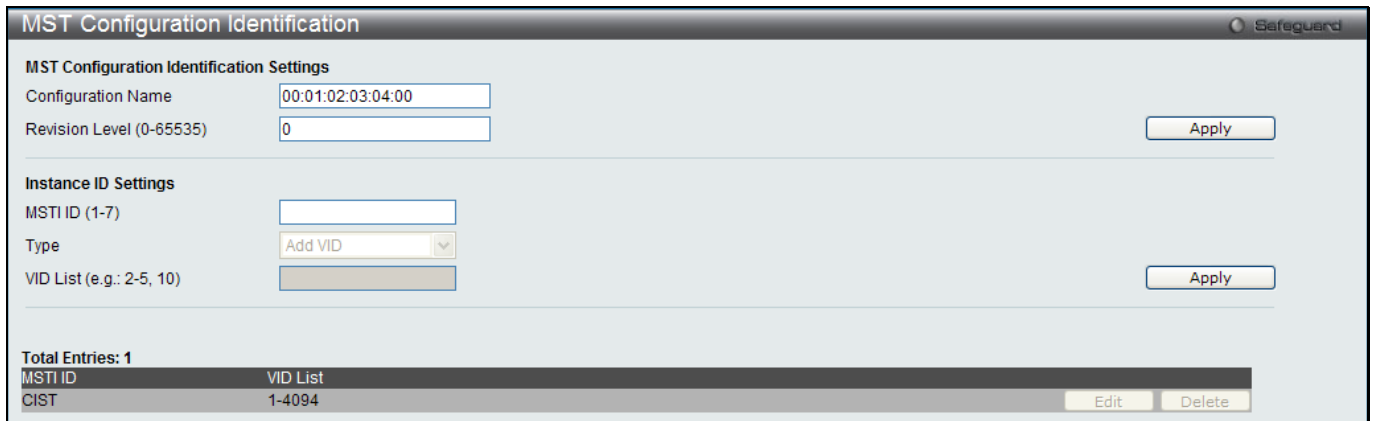 MST Configuration Identification
Safeguard
MST Configuration Identification Settings
Configuration Name 00:01:02:03:04:00
Revision Level (0-65535) 0 Apply
Instance ID Settings
MSTI ID (1-7)
Type Add VID
VID List (e.g.: 2-5, 10) Apply
Total Entries: 1
MSTI ID VID List
CIST 1-4094 Edit Delete